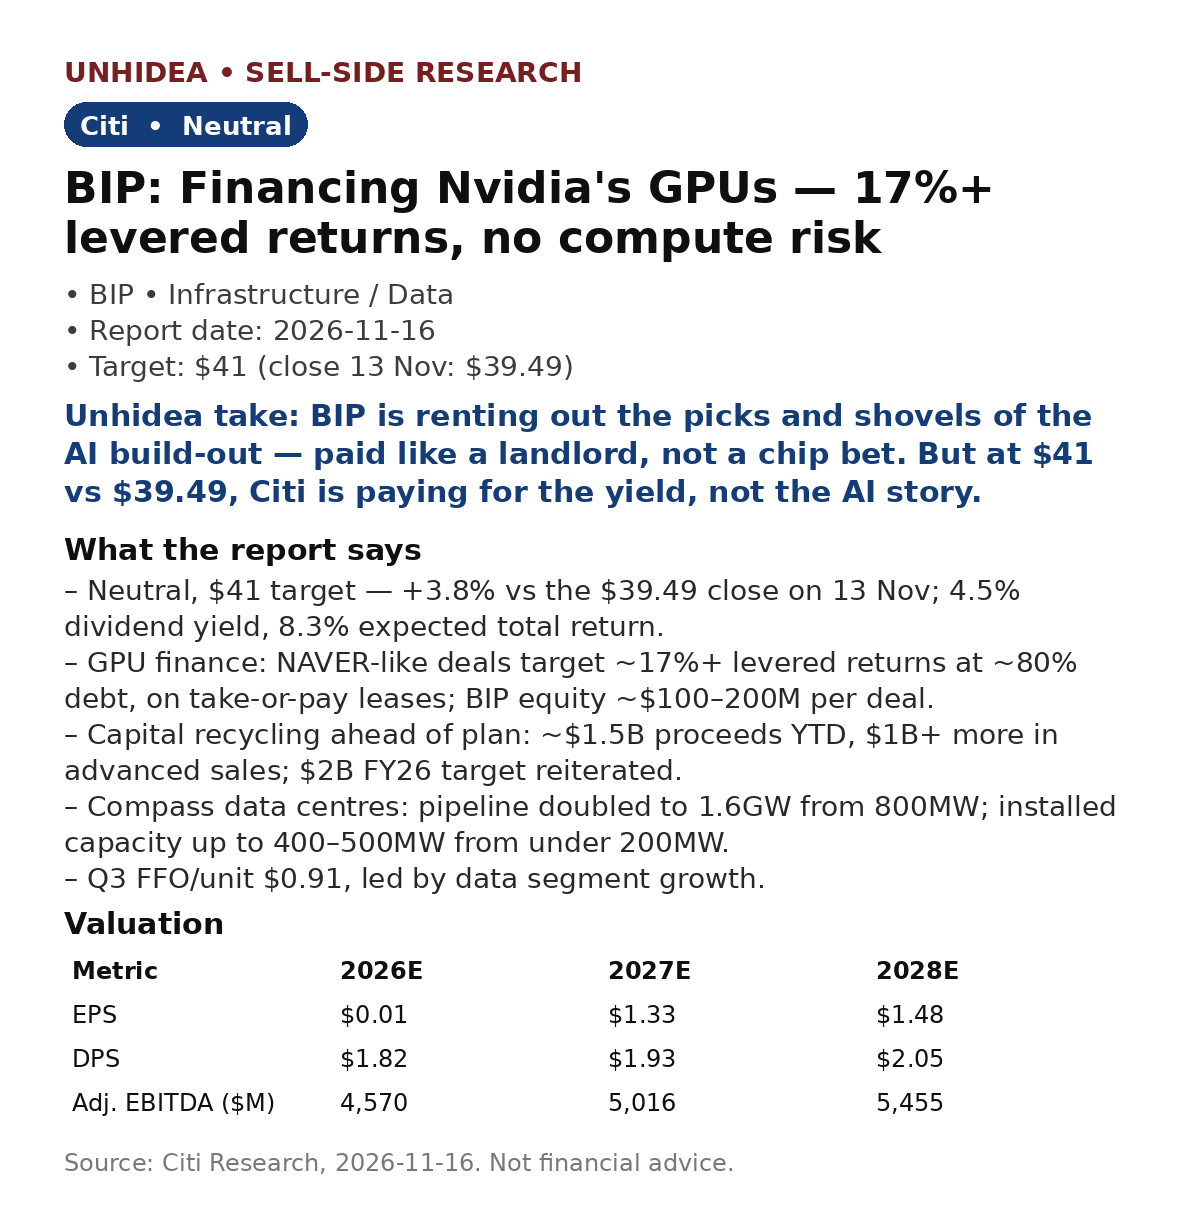 UNHIDEA • SELL-SIDE RESEARCH
Citi • Neutral
BIP: Financing Nvidia's GPUs — 17%+
levered returns, no compute risk
• BIP • Infrastructure / Data
• Report date: 2026-11-16
• Target: $41 (close 13 Nov: $39.49)
Unhidea take: BIP is renting out the picks and shovels of the
AI build-out — paid like a landlord, not a chip bet. But at $41
vs $39.49, Citi is paying for the yield, not the AI story.
What the report says
– Neutral, $41 target — +3.8% vs the $39.49 close on 13 Nov; 4.5%
dividend yield, 8.3% expected total return.
– GPU finance: NAVER-like deals target ~17%+ levered returns at ~80%
debt, on take-or-pay leases; BIP equity ~$100–200M per deal.
– Capital recycling ahead of plan: ~$1.5B proceeds YTD, $1B+ more in
advanced sales; $2B FY26 target reiterated.
– Compass data centres: pipeline doubled to 1.6GW from 800MW; installed
capacity up to 400–500MW from under 200MW.
– Q3 FFO/unit $0.91, led by data segment growth.
Valuation
Metric 2026E 2027E 2028E
EPS $0.01 $1.33 $1.48
DPS $1.82 $1.93 $2.05
Adj. EBITDA ($M) 4,570 5,016 5,455
Source: Citi Research, 2026-11-16. Not financial advice.